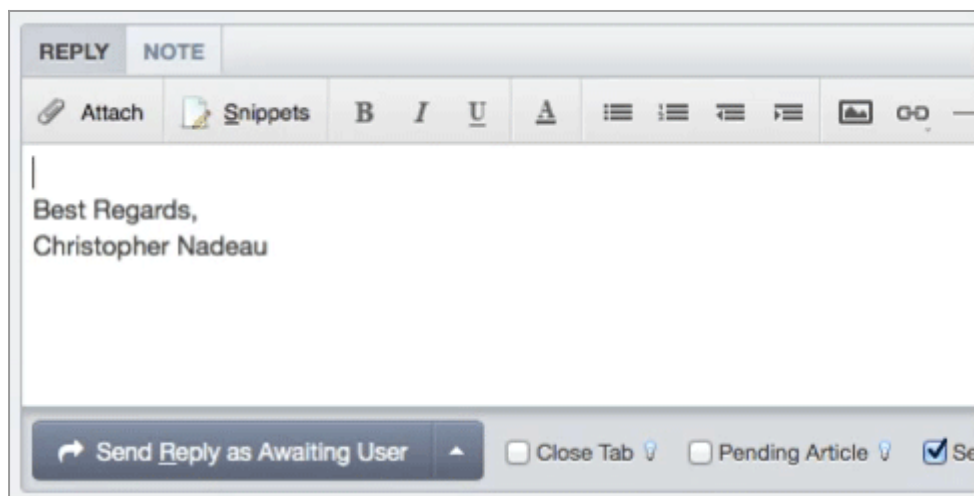 REPLY NOTE
Attach Snippets B I U A
Best Regards,
Christopher Nadeau
Send Reply as Awaiting User Close Tab Pending Article